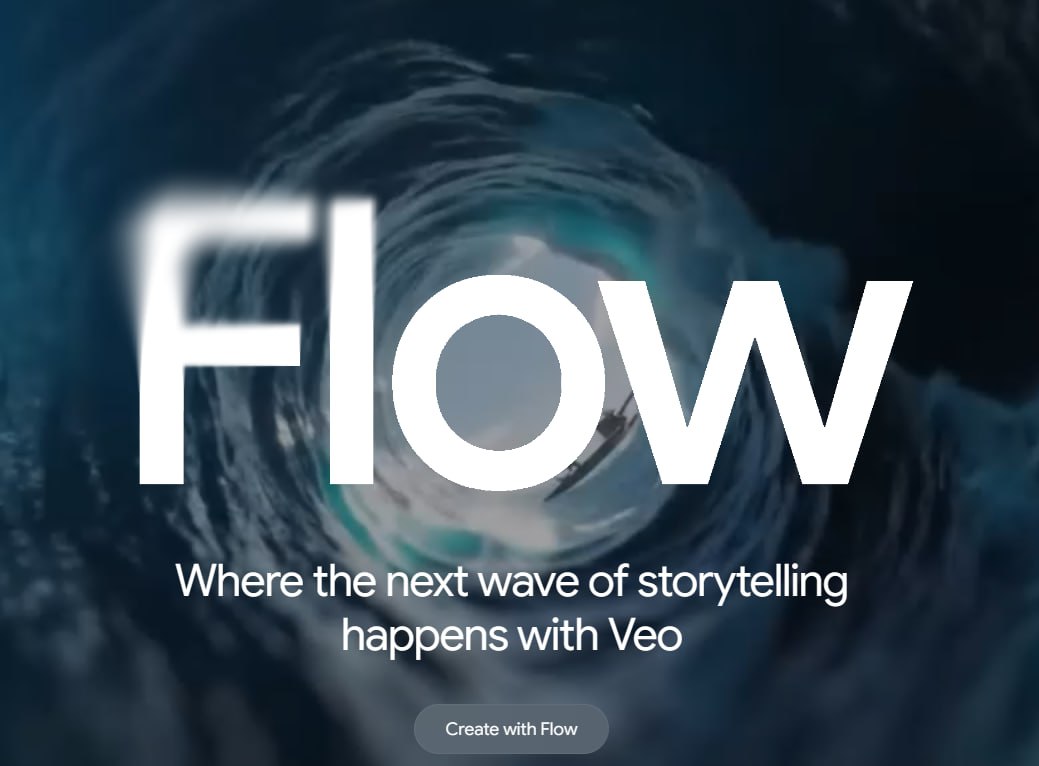 Flow
Where the next wave of storytelling
happens with Veo
Create with Flow